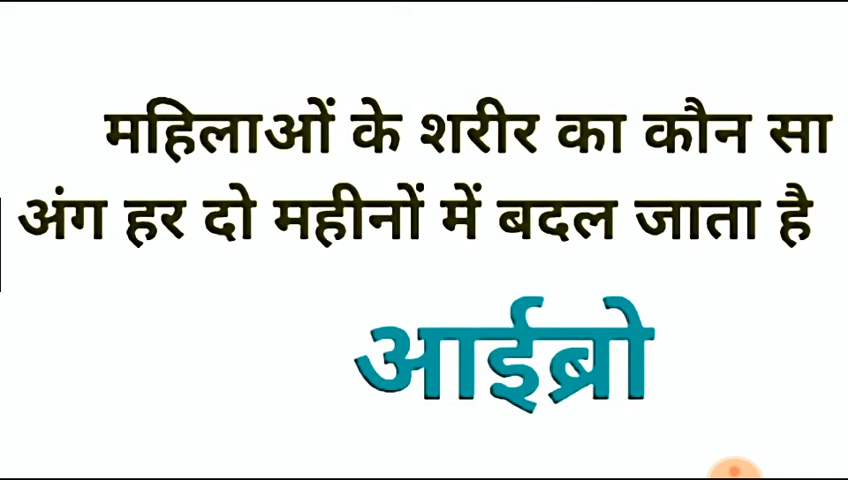 महिलाओं के शरीर का कौन सा
अंग हर दो महीनों में बदल जाता है
आईब्रो